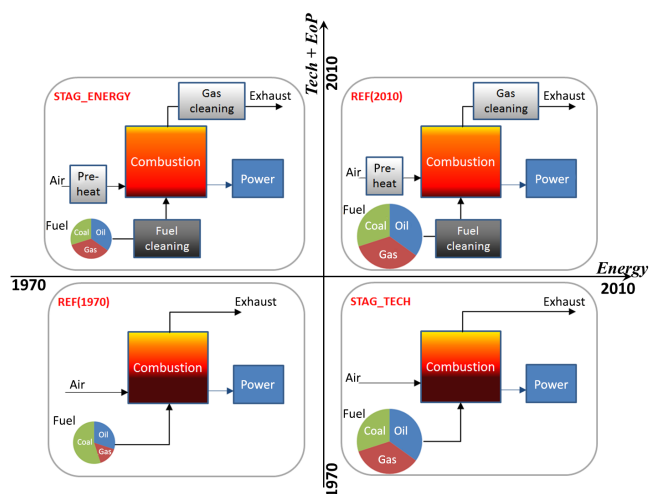 Tech + EoP
2010
STAG_ENERGY
Gas
cleaning
Exhaust
Combustion
Air
Pre-
heat
Power
Fuel
Coal
Oil
Gas
Fuel
cleaning
REF(2010)
Gas
cleaning
Exhaust
Combustion
Air
Pre-
heat
Power
Fuel
Coal
Oil
Gas
Fuel
cleaning
1970
Energy
2010
REF(1970)
Exhaust
Combustion
Air
Power
Fuel
Coal
Oil
Gas
STAG_TECH
Exhaust
Combustion
Air
Power
Fuel
Coal
Oil
Gas
1970